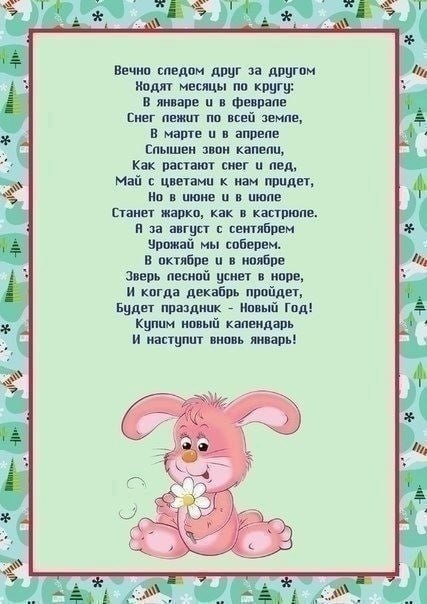 Вечно следом друг за другом
Ходят месяцы по кругу:
В январе и в феврале
Снег лежит по всей земле,
В марте и в апреле
Слышен звон капели,
Как растают снег и лед,
Май с цветами к нам придет,
Но в июне и в июле
Станет жарко, как в кастрюле.
А за август с сентябрем
Урожай мы соберем.
В октябре и в ноябре
Зверь лесной уснет в норе,
И когда декабрь пройдет,
Будет праздник - Новый Год!
Купим новый календарь
И наступит вновь январь!